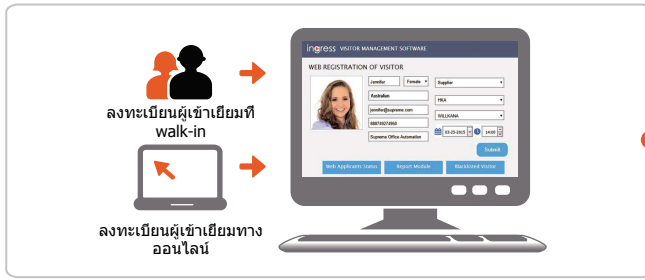 ingress VISITOR MANAGEMENT SOFTWARE
WEB REGISTRATION OF VISITOR
Jennifer Female Supplier
Australian
HKA
jennifer@supreme.com
WILLKANA
888739274960
03-25-2015 14:00
Supreme Office Automation
Submit
Web Applicants Status Report Module Blacklisted Visitor
ลงทะเบียนผู้เข้าเยี่ยมที่
walk-in
ลงทะเบียนผู้เข้าเยี่ยมทาง
ออนไลน์